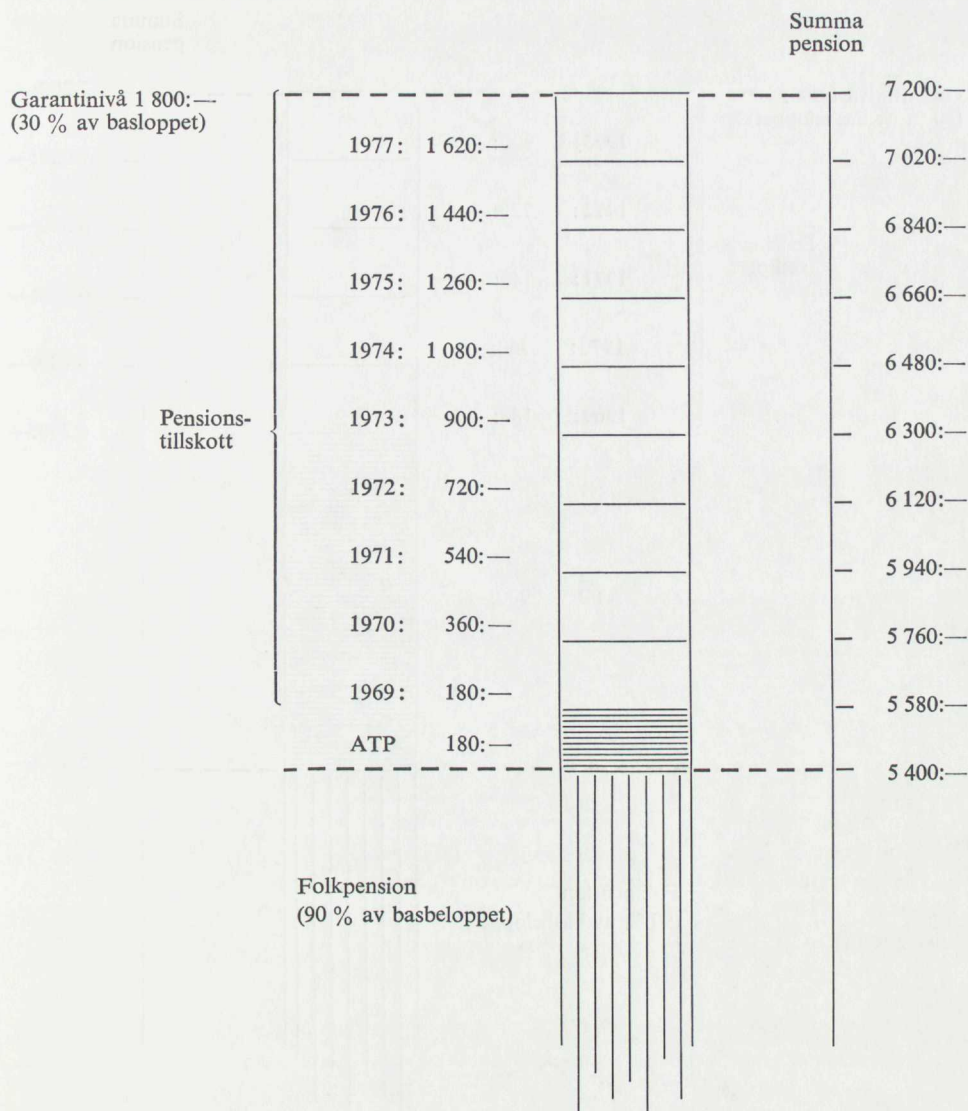 Summa
pension
7 200:—
Garantinivå 1 800:—
(30 % av basloppet)
1977: 1 620:—
7 020:—
1976: 1 440:—
6 840:—
1975: 1 260:—
6 660:—
1974: 1 080:—
6 480:—
Pensions-
tillskott
1973: 900:—
6 300:—
1972: 720:—
6 120:—
1971: 540:—
5 940:—
1970: 360:—
5 760:—
1969: 180:—
5 580:—
ATP 180:—
5 400:—
Folkpension
(90 % av basbeloppet)